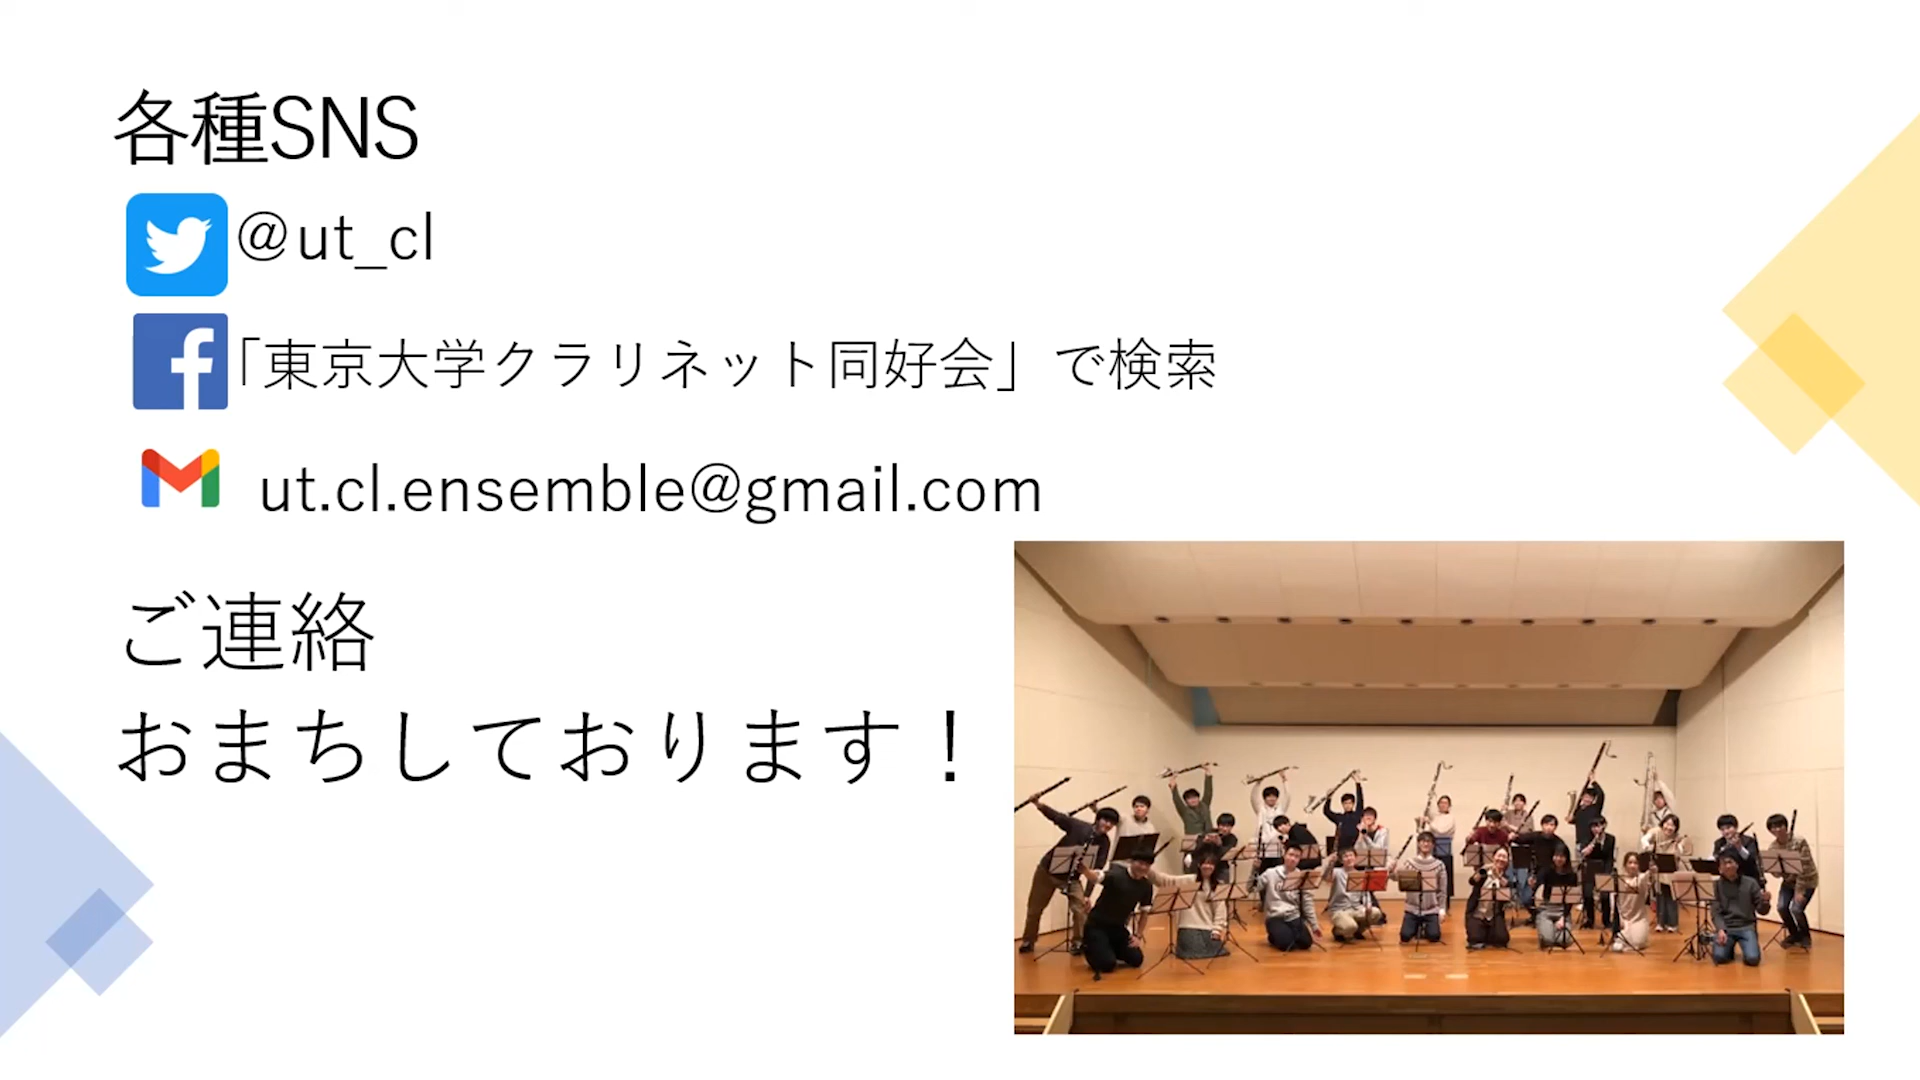 各種SNS
@ut_cl
「東京大学クラリネット同好会」で検索
ut.cl.ensemble@gmail.com
ご連絡
おまちしております！